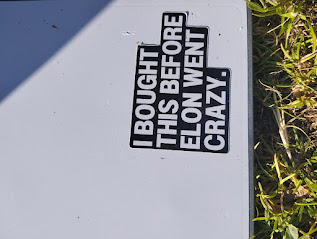 I BOUGHT
THIS BEFORE
ELON WENT
CRAZY.